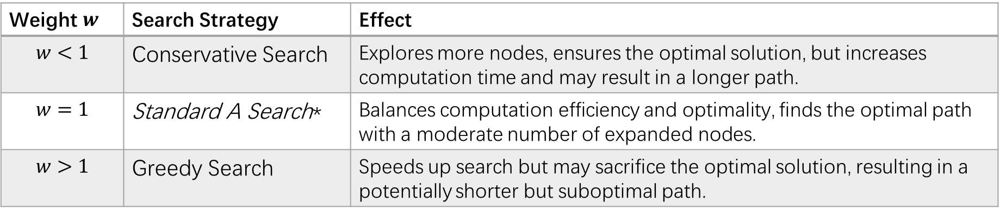 Weight w Search Strategy Effect
w < 1 Conservative Search Explores more nodes, ensures the optimal solution, but increases
computation time and may result in a longer path.
w = 1 Standard A Search* Balances computation efficiency and optimality, finds the optimal path
with a moderate number of expanded nodes.
w > 1 Greedy Search Speeds up search but may sacrifice the optimal solution, resulting in a
potentially shorter but suboptimal path.